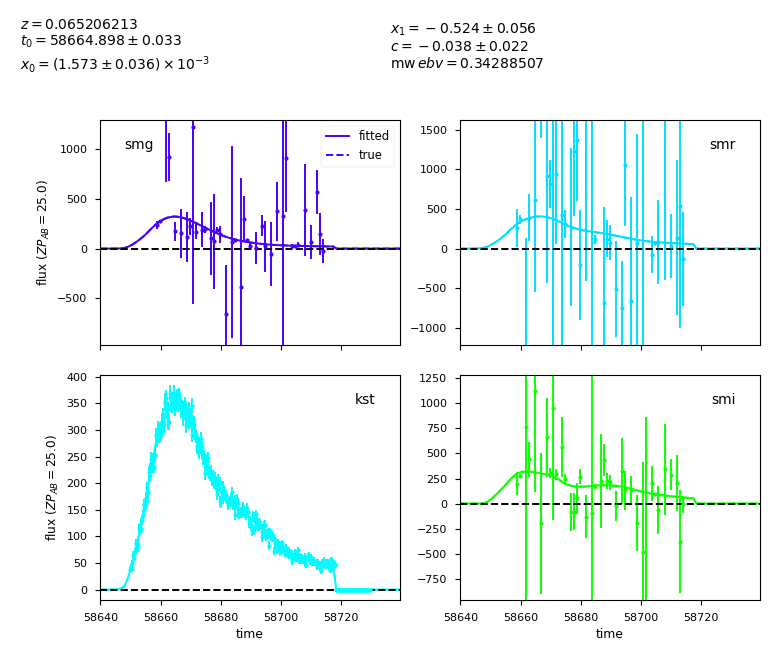 z = 0.065206213
t₀ = 58664.898 ± 0.033
x₀ = (1.573 ± 0.036) × 10⁻³
x₁ = −0.524 ± 0.056
c = −0.038 ± 0.022
mw ebv = 0.34288507
smg
fitted
true
1000
500
0
−500
flux (ZP_AB = 25.0)
smr
1500
1000
500
0
−500
−1000
kst
400
350
300
250
200
150
100
50
0
flux (ZP_AB = 25.0)
58640 58660 58680 58700 58720
time
smi
1250
1000
750
500
250
0
−250
−500
−750
58640 58660 58680 58700 58720
time